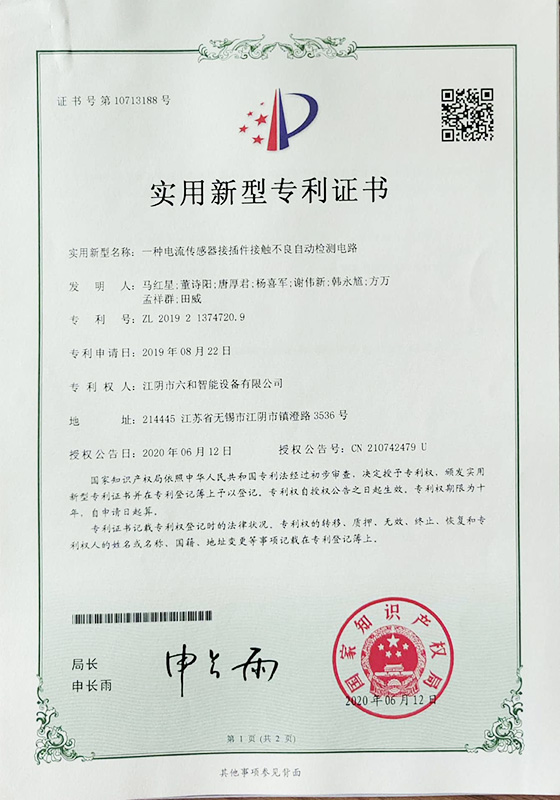 证书号第10713188号
实用新型专利证书
实用新型名称：一种电流传感器接插件接触不良自动检测电路
发明人：马红星;董诗阳;唐厚君;杨喜军;谢伟新;韩永馗;方万
孟样群;田威
专利号：ZL 2019 2 1374720.9
专利申请日：2019年08月22日
专利权人：江阴市六和智能设备有限公司
地址：214445 江苏省无锡市江阴市镇澄路3536号
授权公告日：2020年06月12日 授权公告号：CN 210742479 U
国家知识产权局依照中华人民共和国专利法经过初步审查，决定授予专利权，颁发实用
新型专利证书并在专利登记簿上予以登记。专利权自授权公告之日起生效。专利权期限为十
年，自申请日起算。
专利证书记载专利权登记时的法律状况。专利权的转移、质押、无效、终止、恢复和专
利权人的姓名或名称、国籍、地址变更等事项记载在专利登记簿上。
局长
申长雨
申长雨
国家知识产权局
2020年06月12日
第1页(共2页)
其他事项参见背面